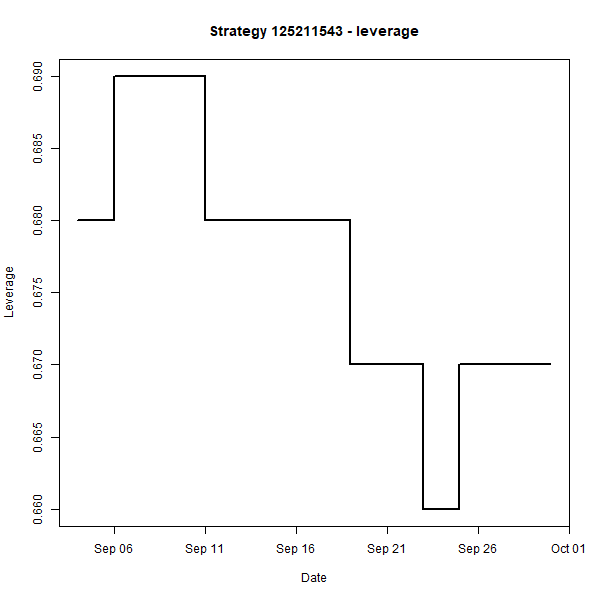 Strategy 125211543 - leverage
Leverage
0.690
0.685
0.680
0.675
0.670
0.665
0.660
Sep 06 Sep 11 Sep 16 Sep 21 Sep 26 Oct 01
Date